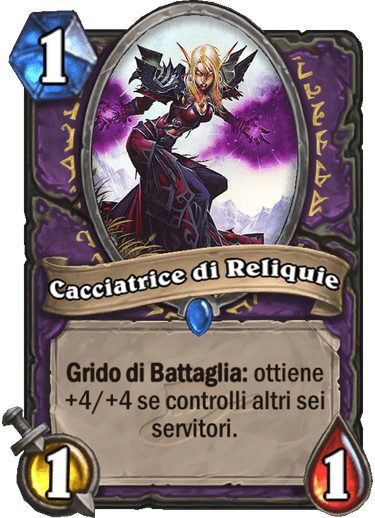 1
Cacciatrice di Reliquie
Grido di Battaglia: ottiene
+4/+4 se controlli altri sei
servitori.
1
1